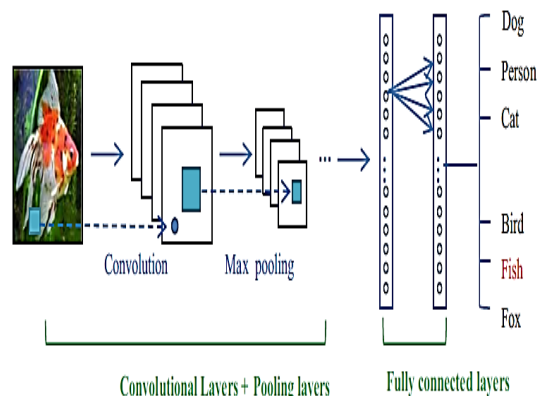 Dog
Person
Cat
Bird
Fish
Fox
Convolution
Max pooling
Convolutional Layers + Pooling layers
Fully connected layers